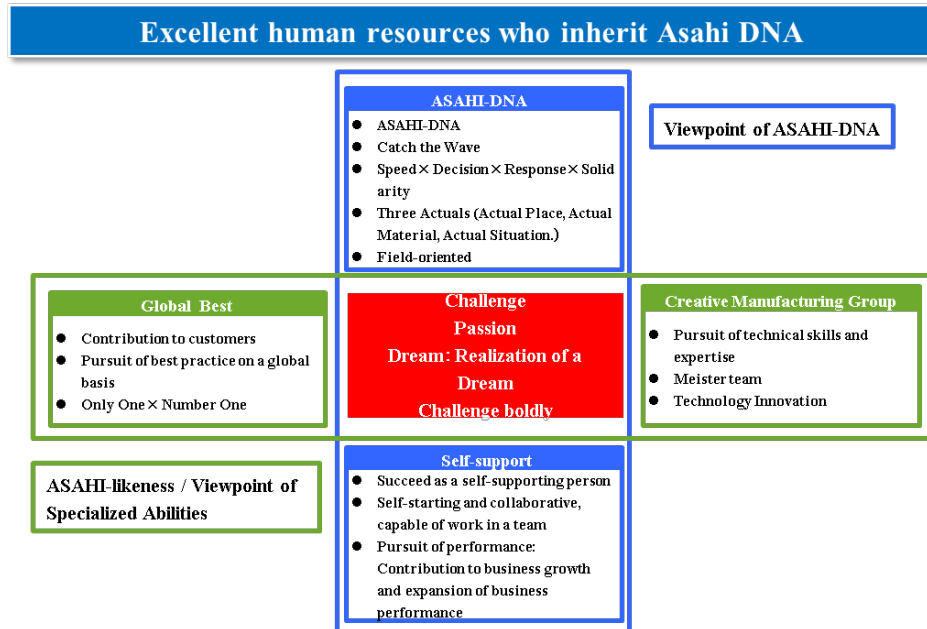 Excellent human resources who inherit Asahi DNA
ASAHI-DNA
● ASAHI-DNA
● Catch the Wave
● Speed×Decision×Response×Solid
arity
● Three Actuals (Actual Place, Actual
Material, Actual Situation.)
● Field-oriented
Viewpoint of ASAHI-DNA
Global Best
● Contribution to customers
● Pursuit of best practice on a global
basis
● Only One×Number One
Challenge
Passion
Dream: Realization of a
Dream
Challenge boldly
Creative Manufacturing Group
● Pursuit of technical skills and
expertise
● Meister team
● Technology Innovation
ASAHI-likeness / Viewpoint of
Specialized Abilities
Self-support
● Succeed as a self-supporting person
● Self-starting and collaborative,
capable of work in a team
● Pursuit of performance:
Contribution to business growth
and expansion of business
performance